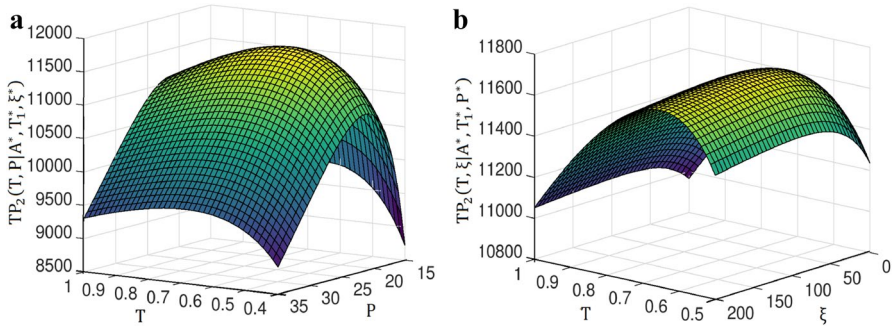 a
12000
11500
11000
10500
10000
9500
9000
8500
TP₂(T, P|A*, T₁*, ξ*)
1 0.9 0.8 0.7 0.6 0.5 0.4
T
35 30 25 20 15
P
b
11800
11600
11400
11200
11000
10800
TP₂(T, ξ|A*, T₁*, P*)
1 0.9 0.8 0.7 0.6 0.5
T
200 150 100 50 0
ξ